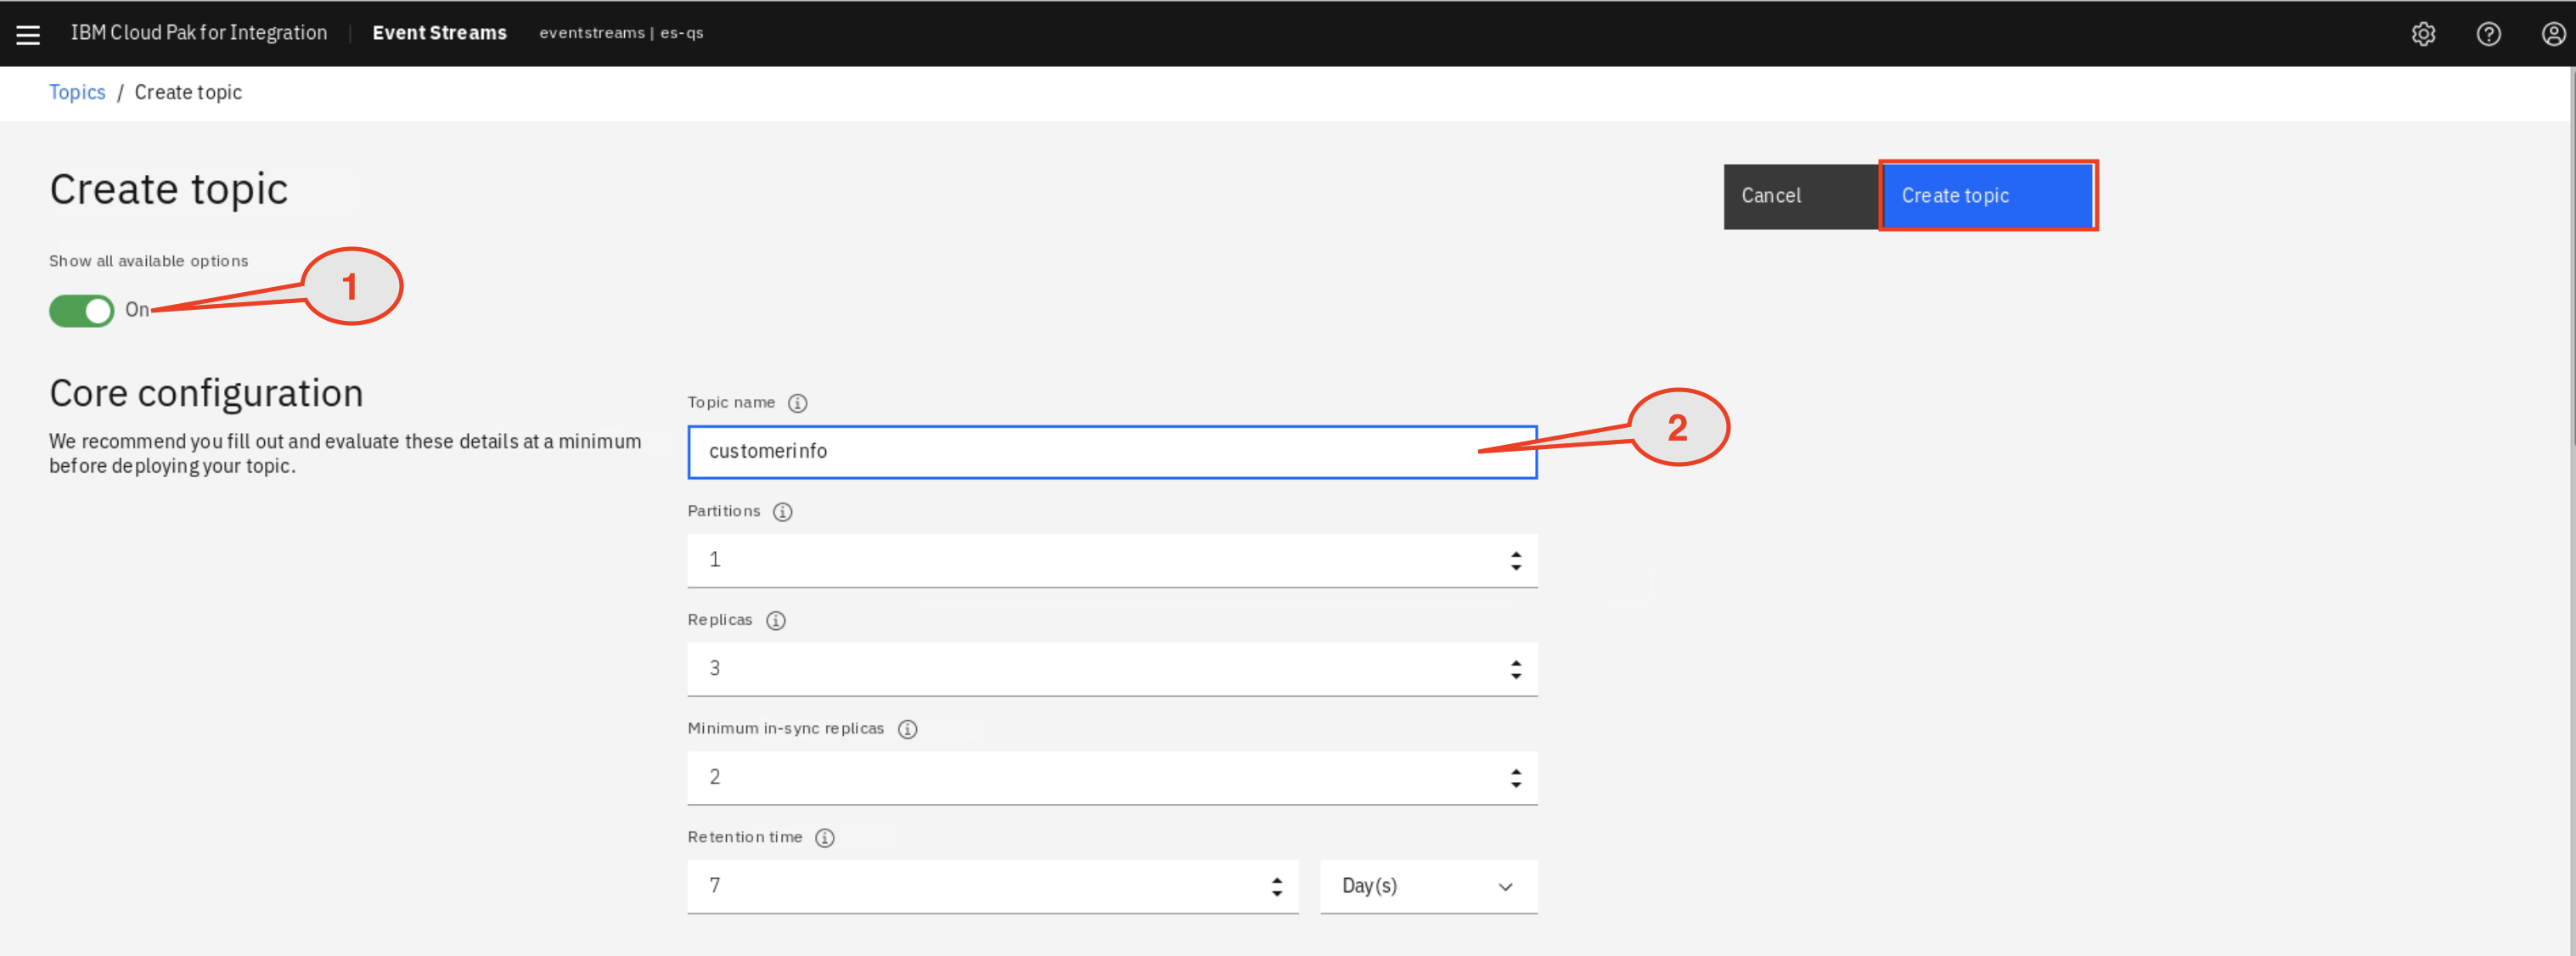 IBM Cloud Pak for Integration | Event Streams eventstreams | es-qs
Topics / Create topic
Create topic
Cancel
Create topic
Show all available options
On
1
Core configuration
We recommend you fill out and evaluate these details at a minimum
before deploying your topic.
Topic name
customerinfo
2
Partitions
1
Replicas
3
Minimum in-sync replicas
2
Retention time
7
Day(s)